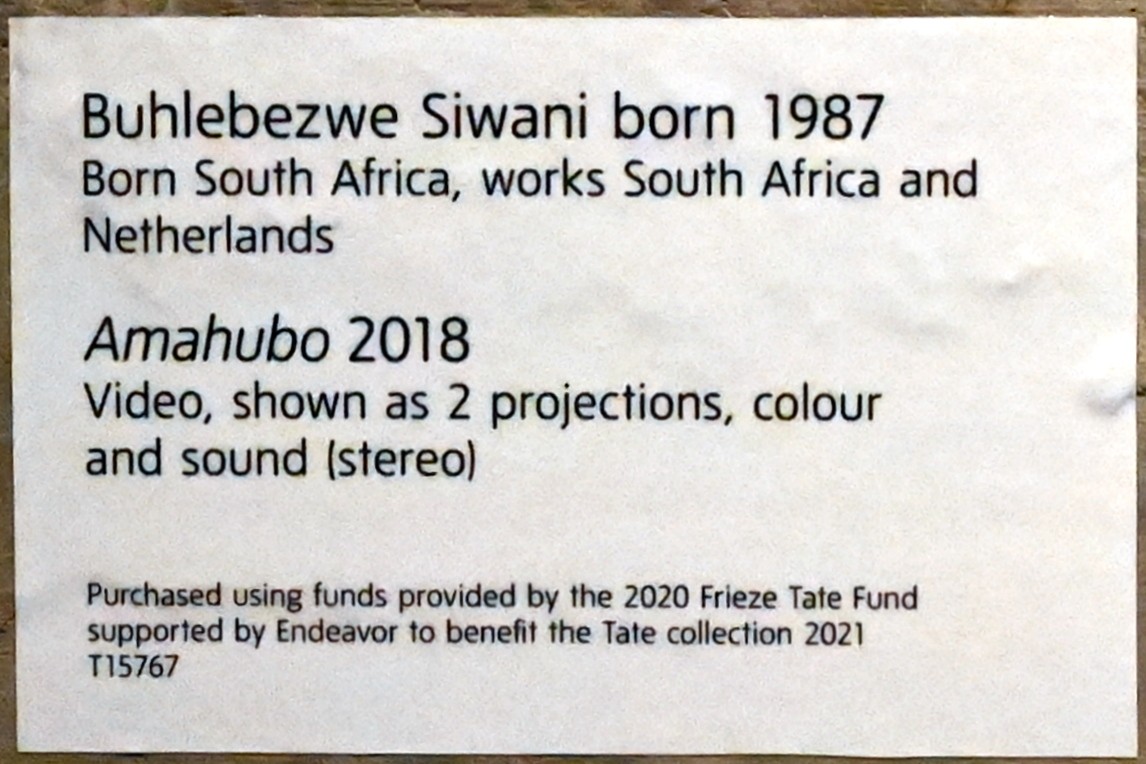 Buhlebezwe Siwani born 1987
Born South Africa, works South Africa and
Netherlands
Amahubo 2018
Video, shown as 2 projections, colour
and sound (stereo)
Purchased using funds provided by the 2020 Frieze Tate Fund
supported by Endeavor to benefit the Tate collection 2021
T15767